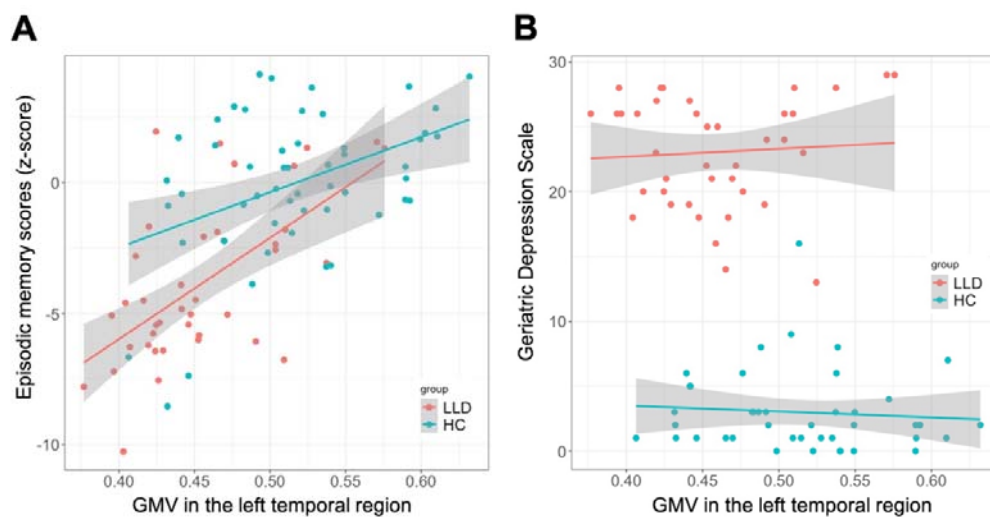 A
Episodic memory scores (z-score)
0
-5
-10
0.40 0.45 0.50 0.55 0.60
GMV in the left temporal region
group
LLD
HC
B
Geriatric Depression Scale
30
20
10
0
0.40 0.45 0.50 0.55 0.60
GMV in the left temporal region
group
LLD
HC